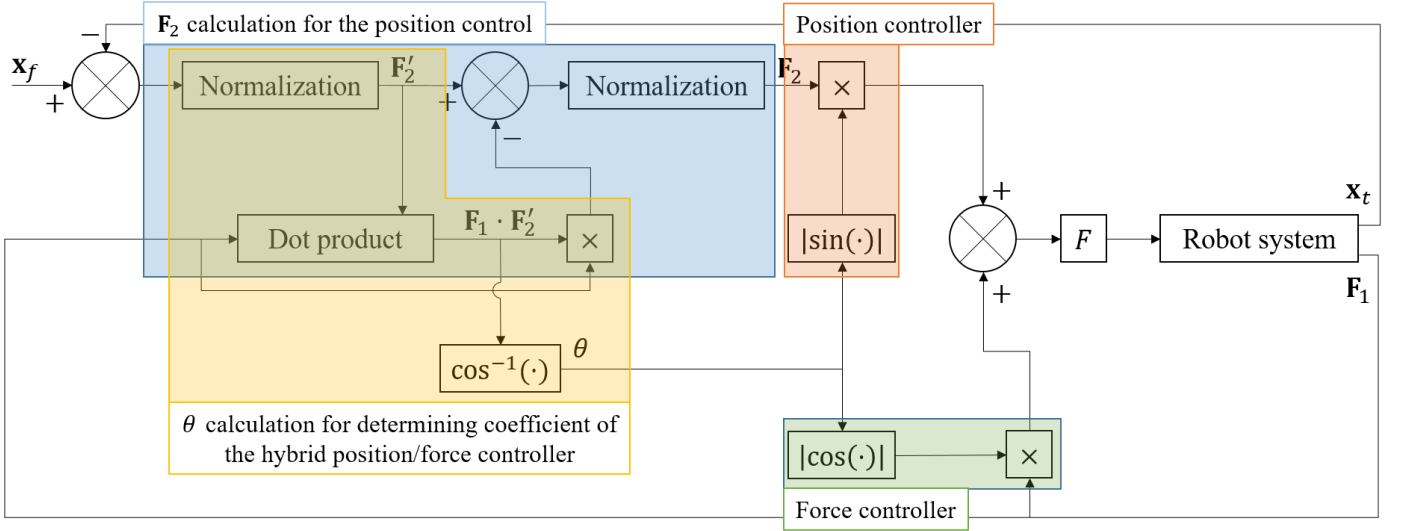 𝐅₂ calculation for the position control
Position controller
−
𝐱𝑓
+
Normalization
𝐅₂′
+
−
Normalization
𝐅₂
×
Dot product
𝐅₁ · 𝐅₂′
×
|sin(·)|
+
+
𝐹
Robot system
𝐱ₜ
𝐅₁
cos⁻¹(·)
𝜃
𝜃 calculation for determining coefficient of
the hybrid position/force controller
|cos(·)|
×
Force controller